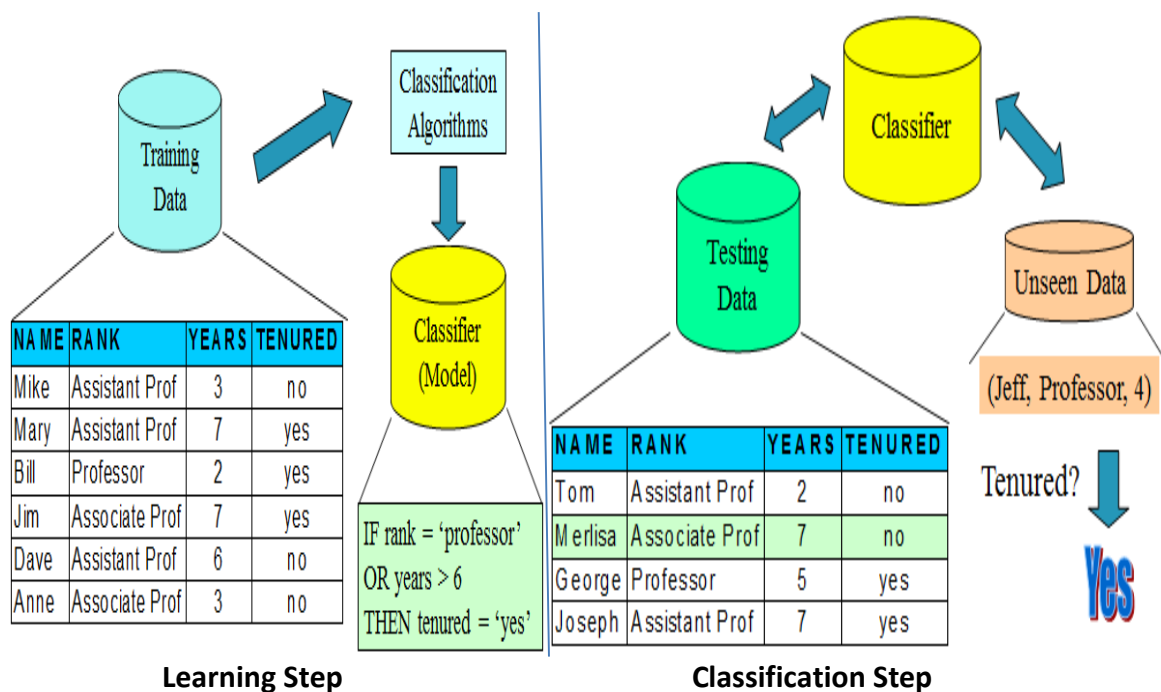 Training
Data
Classification
Algorithms
Classifier
(Model)
NAME RANK YEARS TENURED
Mike Assistant Prof 3 no
Mary Assistant Prof 7 yes
Bill Professor 2 yes
Jim Associate Prof 7 yes
Dave Assistant Prof 6 no
Anne Associate Prof 3 no
IF rank = ‘professor’
OR years > 6
THEN tenured = ‘yes’
Learning Step
Classifier
Testing
Data
Unseen Data
(Jeff, Professor, 4)
NAME RANK YEARS TENURED
Tom Assistant Prof 2 no
Merlisa Associate Prof 7 no
George Professor 5 yes
Joseph Assistant Prof 7 yes
Tenured?
Yes
Classification Step